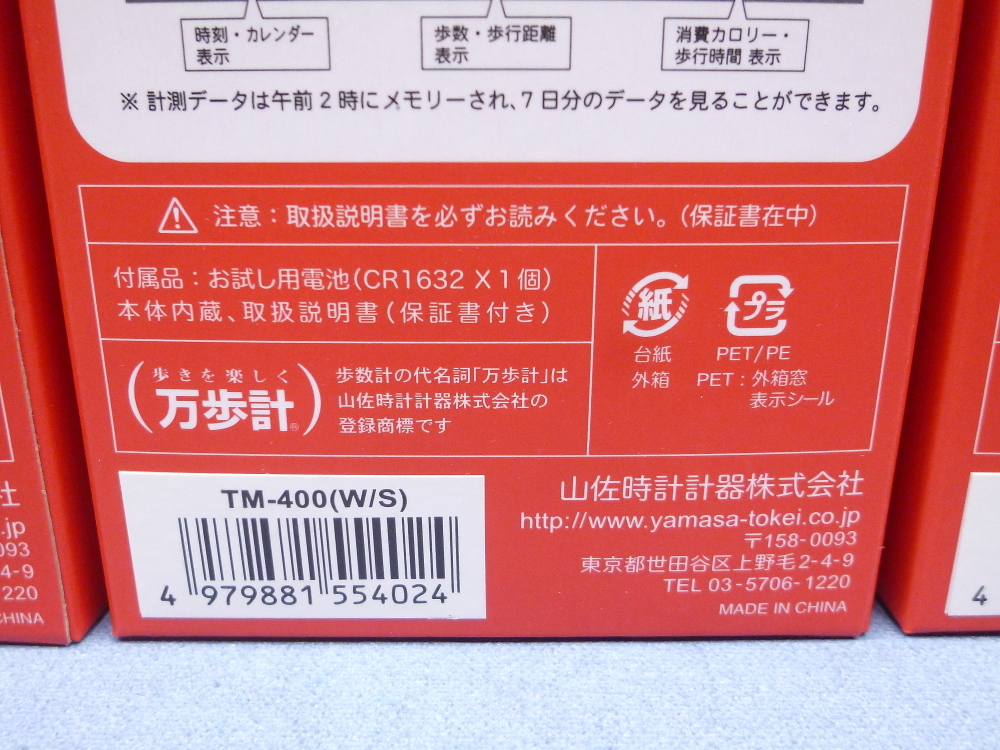 時刻・カレンダー
表示
歩数・歩行距離
表示
消費カロリー・
歩行時間 表示
※ 計測データは午前2時にメモリーされ、7日分のデータを見ることができます。
注意：取扱説明書を必ずお読みください。（保証書在中）
付属品：お試し用電池（CR1632 X 1個）
本体内蔵、取扱説明書（保証書付き）
歩きを楽しく
万歩計®
歩数計の代名詞「万歩計」は
山佐時計計器株式会社の
登録商標です
紙
台紙
外箱
プラ
PET/PE
PET：外箱窓
表示シール
TM-400(W/S)
4 979881 554024
山佐時計計器株式会社
http://www.yamasa-tokei.co.jp
〒158-0093
東京都世田谷区上野毛2-4-9
TEL 03-5706-1220
MADE IN CHINA
社
.jp
0093
4-9
220
CHINA
4